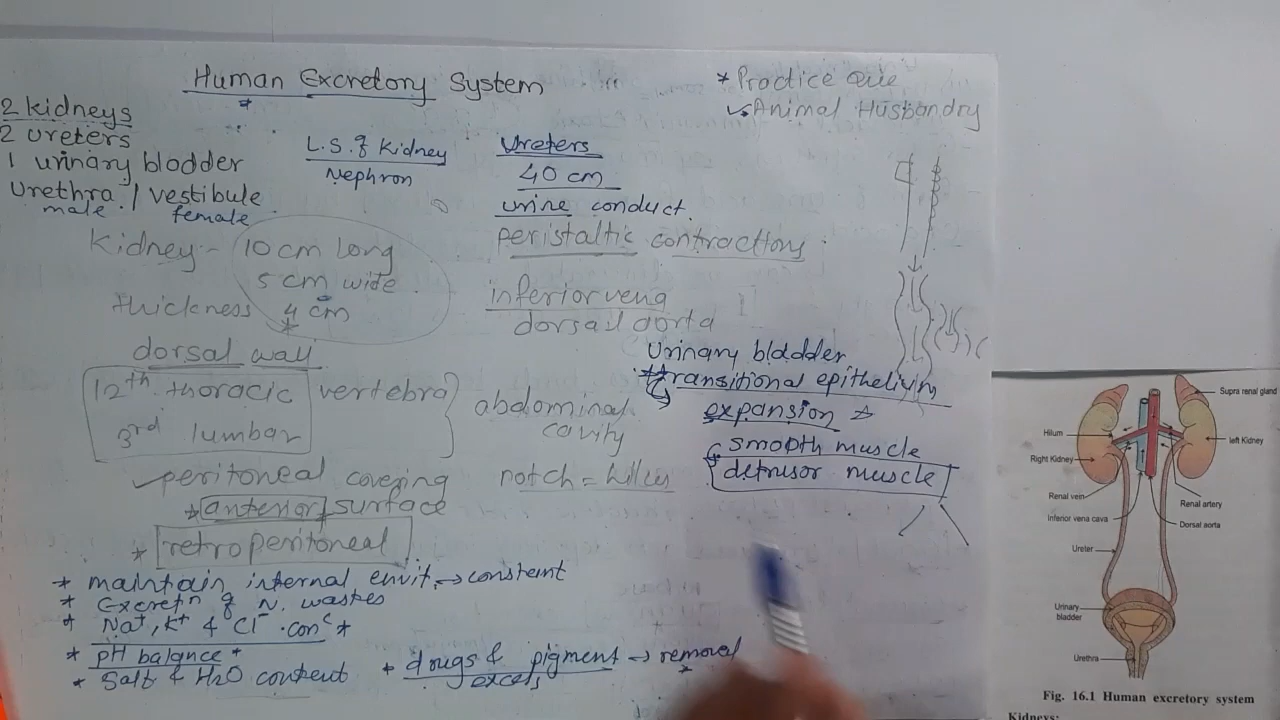 Human Excretory System
* Practice Que
Animal Husbandry
2 kidneys
2 ureters
1 urinary bladder
Urethra / vestibule
male female
L.S. of Kidney
Nephron
Ureters
40 cm
urine conduct.
peristaltic contractions
Kidney - 10 cm long
5 cm wide
thickness 4 cm
inferior vena
dorsal aorta
dorsal wall
12th thoracic vertebra
3rd lumbar
abdominal
cavity
peritoneal covering
* anterior surface
* retroperitoneal
notch = hilus
Urinary bladder
transitional epithelium
expansion
smooth muscle
detrusor muscle
* maintain internal envit. → constent
* Excretn of N. wastes
* Na+, K+ & Cl- conc *
* pH balance *
* Salt & H2O content
* drugs & pigment → removal
excess
Supra renal gland
Hilum
left Kidney
Right Kidney
Renal vein
Renal artery
Inferior vena cava
Dorsal aorta
Ureter
Urinary
bladder
Urethra
Fig. 16.1 Human excretory system
Kidneys: